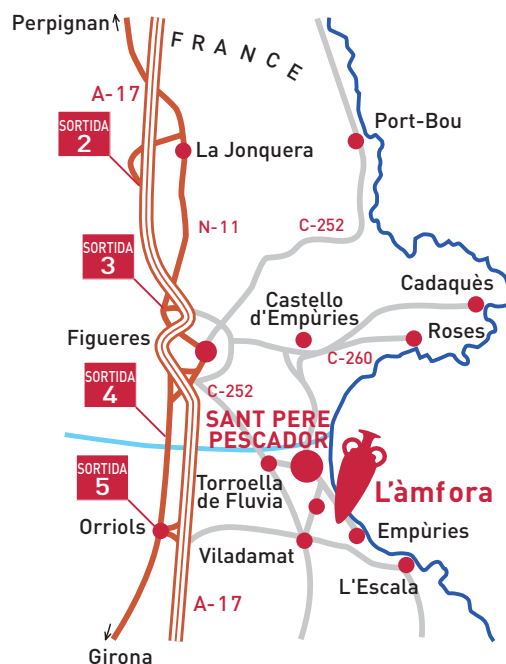 Perpignan
FRANCE
A-17
SORTIDA
2
Port-Bou
La Jonquera
N-11
C-252
SORTIDA
3
Cadaquès
Castello
d'Empùries
Figueres
Roses
C-260
SORTIDA
4
C-252
SANT PERE
PESCADOR
SORTIDA
5
Torroella
de Fluvia
L'àmfora
Orriols
Viladamat
Empùries
L'Escala
A-17
Girona